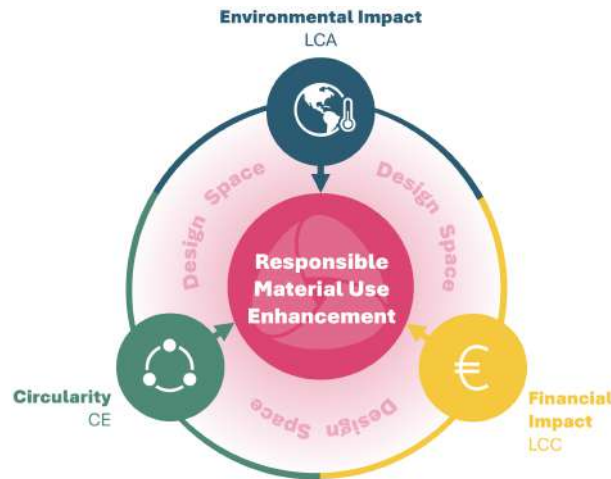 Environmental Impact
LCA
Design Space
Design Space
Responsible
Material Use
Enhancement
€
Circularity
CE
Financial
Impact
LCC
Design Space